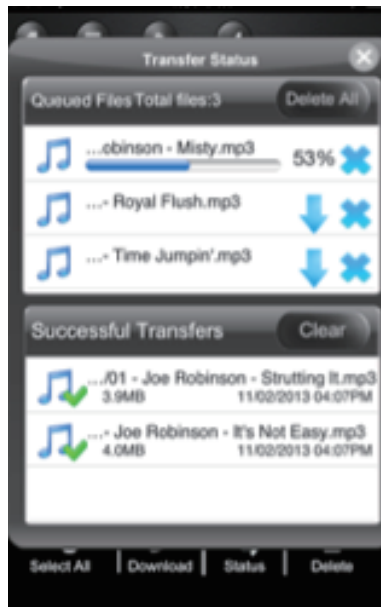 Transfer Status
Queued Files Total files:3
Delete All
...obinson - Misty.mp3
53%
...- Royal Flush.mp3
...- Time Jumpin'.mp3
Successful Transfers
Clear
.../01 - Joe Robinson - Strutting It.mp3
3.9MB 11/02/2013 04:07PM
...- Joe Robinson - It's Not Easy.mp3
4.0MB 11/02/2013 04:07PM
Select All Download Status Delete